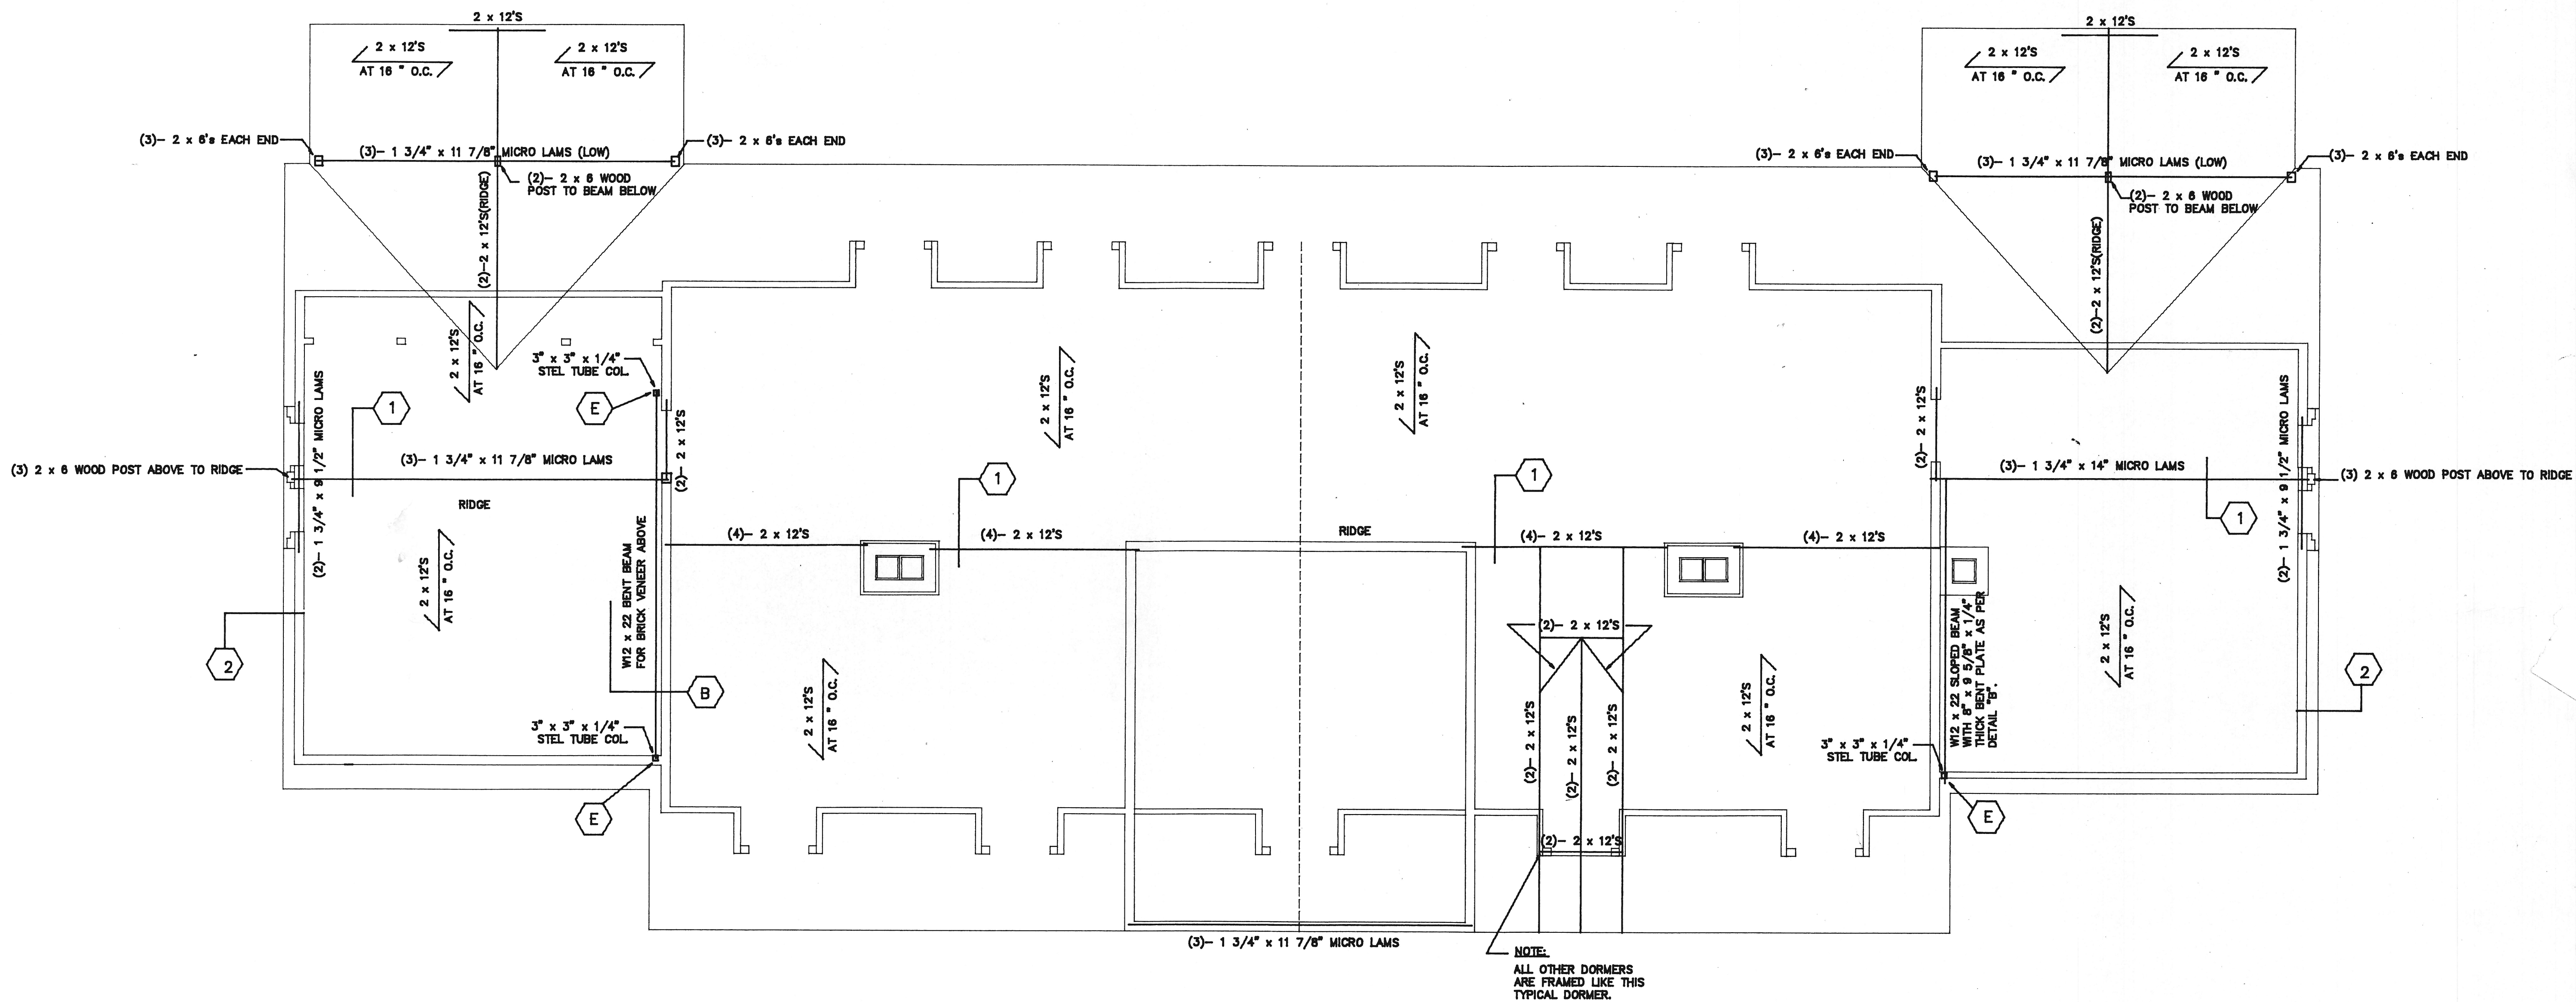 2 x 12'S
2 x 12'S
AT 16 " O.C.
2 x 12'S
AT 16 " O.C.
(3)– 2 x 6's EACH END
(3)– 1 3/4" x 11 7/8" MICRO LAMS (LOW)
(3)– 2 x 6's EACH END
(2)– 2 x 6 WOOD
POST TO BEAM BELOW
(2)–2 x 12'S(RIDGE)
2 x 12'S
2 x 12'S
AT 16 " O.C.
2 x 12'S
AT 16 " O.C.
(3)– 2 x 6's EACH END
(3)– 1 3/4" x 11 7/8" MICRO LAMS (LOW)
(3)– 2 x 6's EACH END
(2)– 2 x 6 WOOD
POST TO BEAM BELOW
(2)–2 x 12'S(RIDGE)
2 x 12'S
AT 16 " O.C.
3" x 3" x 1/4"
STEL TUBE COL.
E
1
(2)– 1 3/4" x 9 1/2" MICRO LAMS
(3) 2 x 6 WOOD POST ABOVE TO RIDGE
(3)– 1 3/4" x 11 7/8" MICRO LAMS
RIDGE
(2)– 2 x 12'S
2 x 12'S
AT 16 " O.C.
W12 x 22 BENT BEAM
FOR BRICK VENEER ABOVE
B
2
3" x 3" x 1/4"
STEL TUBE COL.
E
2 x 12'S
AT 16 " O.C.
2 x 12'S
AT 16 " O.C.
1
1
(4)– 2 x 12'S
(4)– 2 x 12'S
RIDGE
(4)– 2 x 12'S
(4)– 2 x 12'S
2 x 12'S
AT 16 " O.C.
(2)– 2 x 12'S
(2)– 2 x 12'S
(2)– 2 x 12'S
(2)– 2 x 12'S
(2)– 2 x 12'S
2 x 12'S
AT 16 " O.C.
(2)– 2 x 12'S
(3)– 1 3/4" x 14" MICRO LAMS
1
(2)– 1 3/4" x 9 1/2" MICRO LAMS
(3) 2 x 6 WOOD POST ABOVE TO RIDGE
W12 x 22 SLOPED BEAM
WITH 8" x 9 5/8" x 1/4"
THICK BENT PLATE AS PER
DETAIL "B".
2 x 12'S
AT 16 " O.C.
2
3" x 3" x 1/4"
STEL TUBE COL.
E
(3)– 1 3/4" x 11 7/8" MICRO LAMS
NOTE:
ALL OTHER DORMERS
ARE FRAMED LIKE THIS
TYPICAL DORMER.